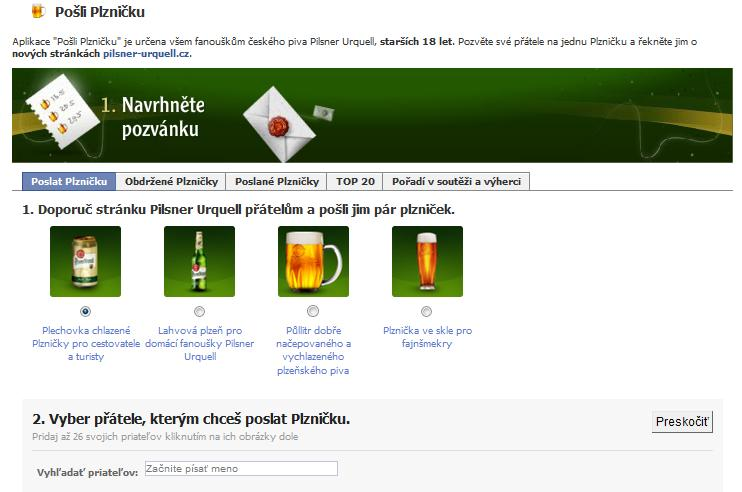 Pošli Plzničku
Aplikace "Pošli Plzničku" je určena všem fanouškům českého piva Pilsner Urquell, starších 18 let. Pozvěte své přátele na jednu Plzničku a řekněte jim o
nových stránkách pilsner-urquell.cz.
1. Navrhněte
pozvánku
Poslat Plzničku
Obdržené Plzničky
Poslané Plzničky
TOP 20
Pořadí v soutěži a výherci
1. Doporuč stránku Pilsner Urquell přátelům a pošli jim pár plzniček.
Plechovka chlazené
Plzničky pro cestovatele
a turisty
Lahvová plzeň pro
domácí fanoušky Pilsner
Urquell
Půllitr dobře
načepovaného a
vychlazeného
plzeňského piva
Plznička ve skle pro
fajnšmekry
2. Vyber přátele, kterým chceš poslat Plzničku.
Preskočiť
Pridaj až 26 svojich priateľov kliknutím na ich obrázky dole
Vyhľadať priateľov:
Začnite písať meno